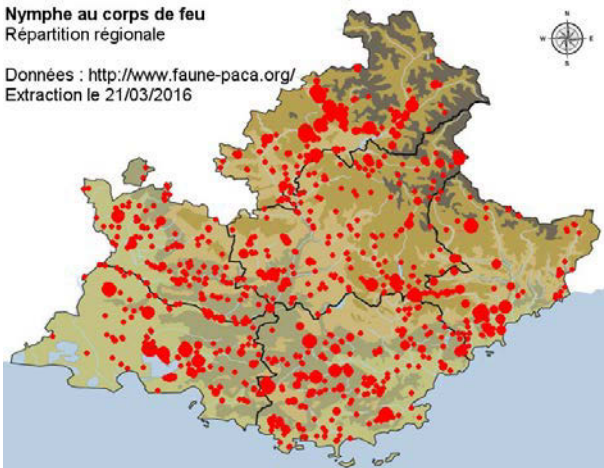 Nymphe au corps de feu
Répartition régionale
Données : http://www.faune-paca.org/
Extraction le 21/03/2016
N
W
E
S